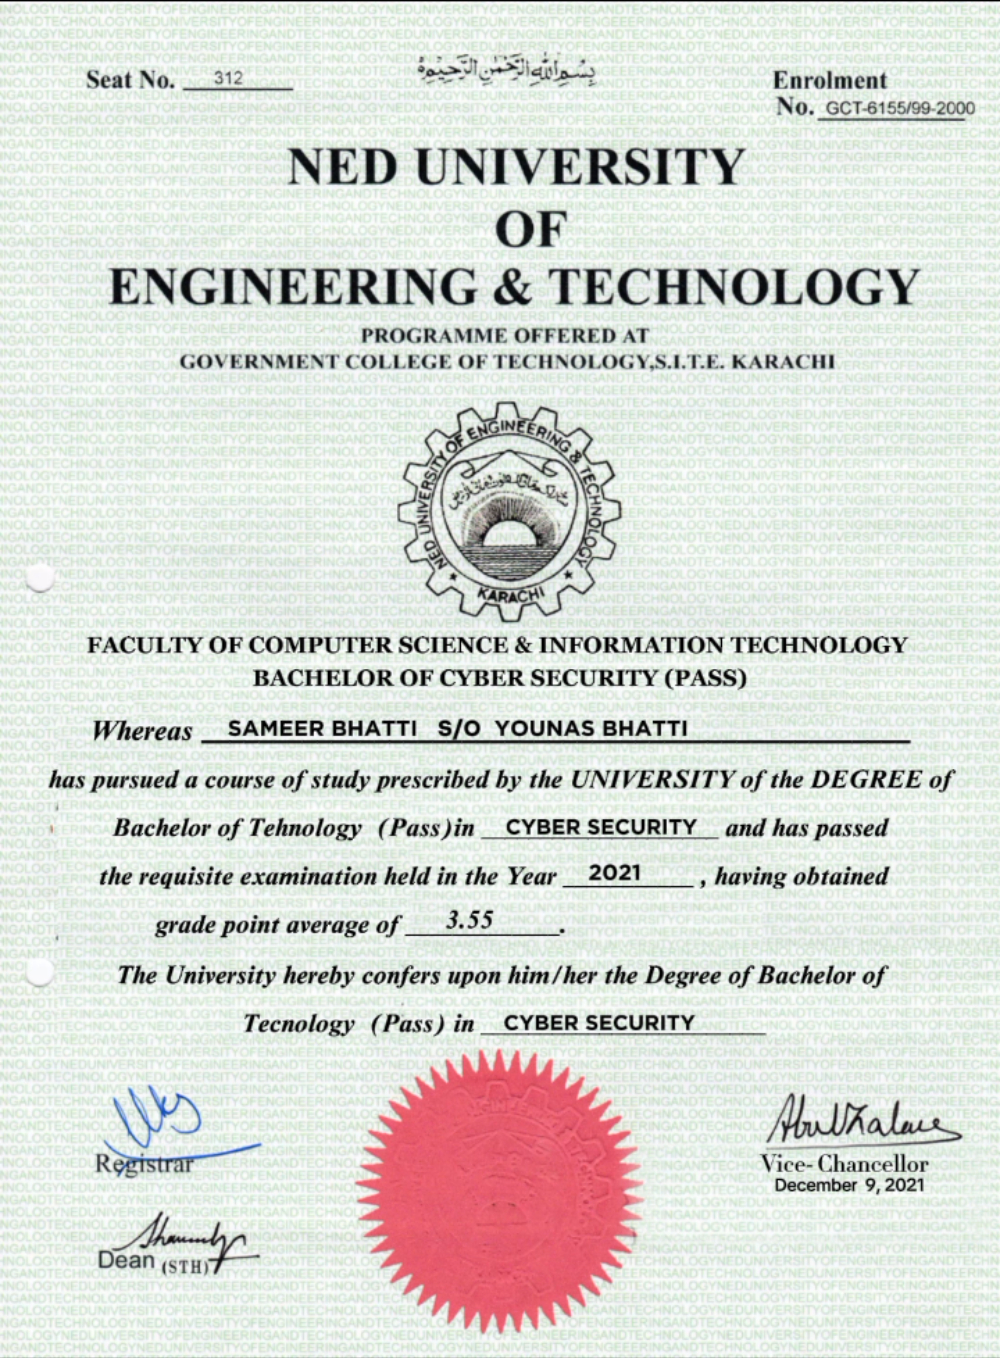 Seat No. 312
بِسْمِ اللهِ الرَّحْمٰنِ الرَّحِيْمِ
Enrolment
No. GCT-6155/99-2000
NED UNIVERSITY
OF
ENGINEERING & TECHNOLOGY
PROGRAMME OFFERED AT
GOVERNMENT COLLEGE OF TECHNOLOGY,S.I.T.E. KARACHI
NED UNIVERSITY OF ENGINEERING & TECHNOLOGY
KARACHI
FACULTY OF COMPUTER SCIENCE & INFORMATION TECHNOLOGY
BACHELOR OF CYBER SECURITY (PASS)
Whereas SAMEER BHATTI S/O YOUNAS BHATTI
has pursued a course of study prescribed by the UNIVERSITY of the DEGREE of
Bachelor of Tehnology (Pass)in CYBER SECURITY and has passed
the requisite examination held in the Year 2021 , having obtained
grade point average of 3.55 .
The University hereby confers upon him/her the Degree of Bachelor of
Tecnology (Pass) in CYBER SECURITY
Registrar
Vice- Chancellor
December 9, 2021
Dean (STH)